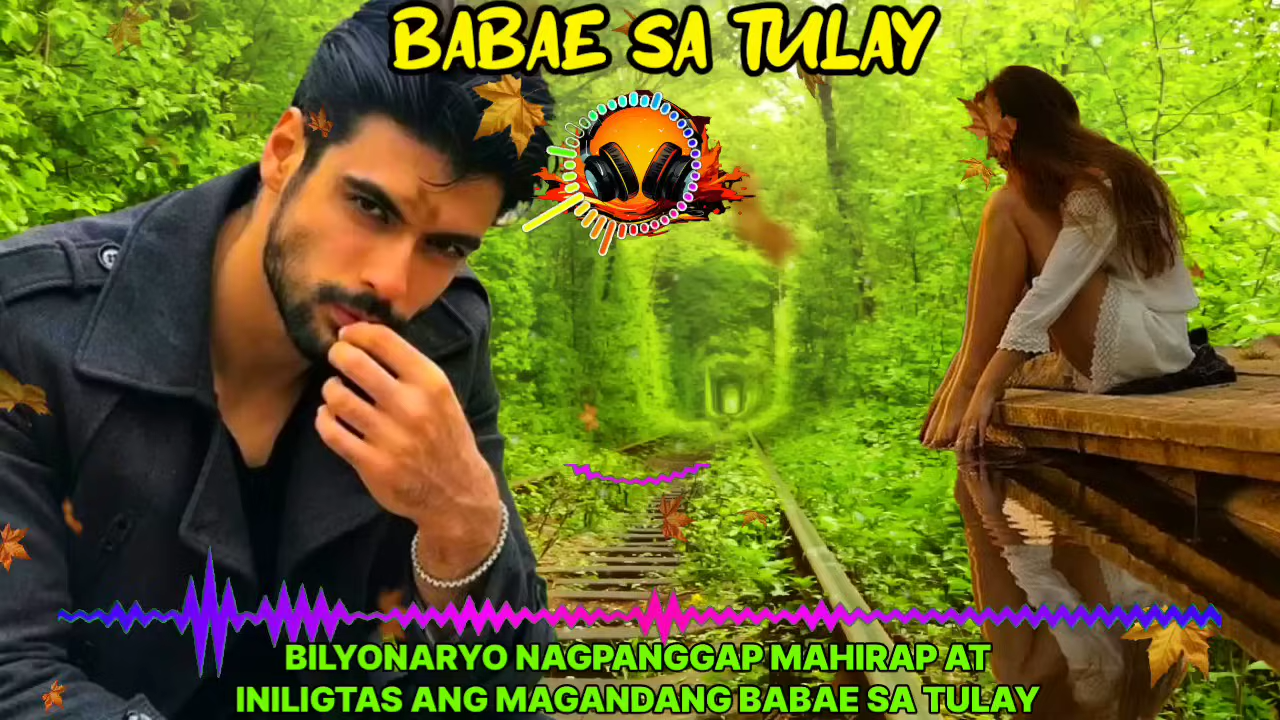 BABAE SA TULAY
BILYONARYO NAGPANGGAP MAHIRAP AT
INILIGTAS ANG MAGANDANG BABAE SA TULAY